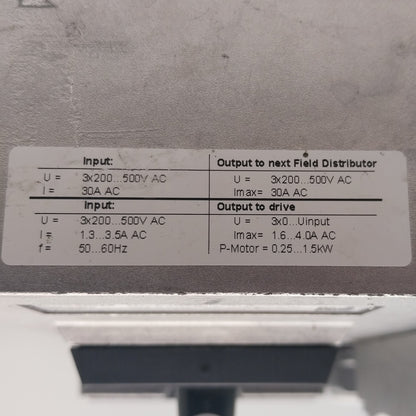 Input:
U = 3x200...500V AC
I = 30A AC
Output to next Field Distributor
U = 3x200...500V AC
Imax= 30A AC
Input:
U = 3x200...500V AC
I = 1.3...3.5A AC
f = 50...60Hz
Output to drive
U = 3x0...Uinput
Imax= 1.6...4.0A AC
P-Motor = 0.25...1.5kW